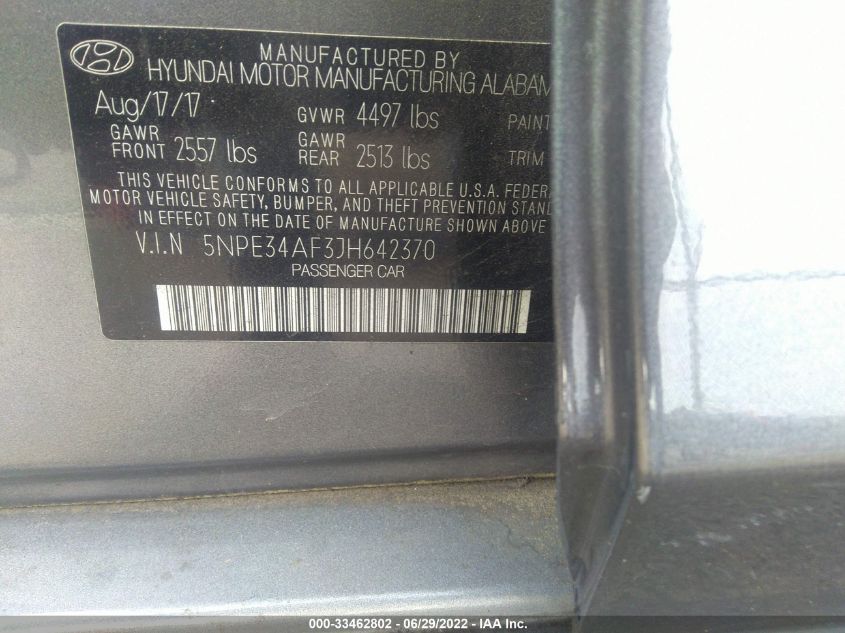 MANUFACTURED BY
HYUNDAI MOTOR MANUFACTURING ALABAM
Aug/17/17 GVWR 4497 lbs PAINT
GAWR FRONT 2557 lbs GAWR REAR 2513 lbs TRIM
THIS VEHICLE CONFORMS TO ALL APPLICABLE U.S.A. FEDER
MOTOR VEHICLE SAFETY, BUMPER, AND THEFT PREVENTION STAND
IN EFFECT ON THE DATE OF MANUFACTURE SHOWN ABOVE
V.I.N 5NPE34AF3JH642370
PASSENGER CAR
000-33462802 - 06/29/2022 - IAA Inc.